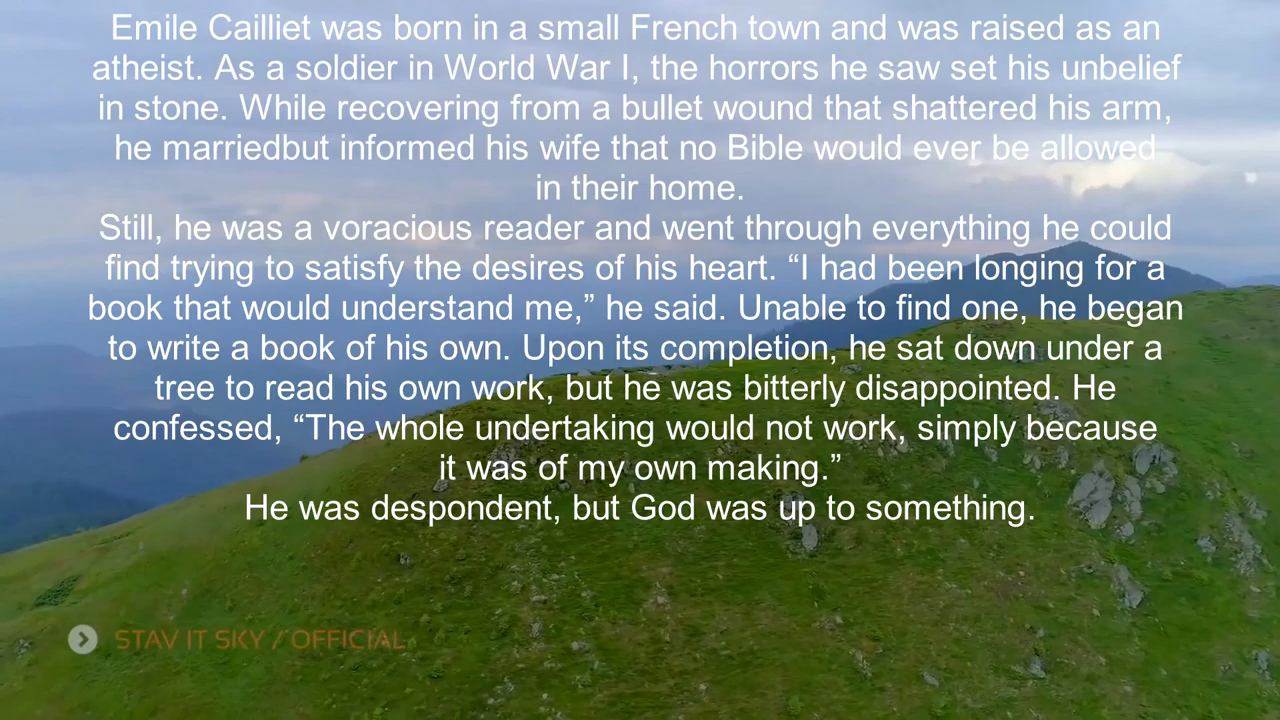 Emile Cailliet was born in a small French town and was raised as an
atheist. As a soldier in World War I, the horrors he saw set his unbelief
in stone. While recovering from a bullet wound that shattered his arm,
he marriedbut informed his wife that no Bible would ever be allowed
in their home.
Still, he was a voracious reader and went through everything he could
find trying to satisfy the desires of his heart. “I had been longing for a
book that would understand me,” he said. Unable to find one, he began
to write a book of his own. Upon its completion, he sat down under a
tree to read his own work, but he was bitterly disappointed. He
confessed, “The whole undertaking would not work, simply because
it was of my own making.”
He was despondent, but God was up to something.
STAV IT SKY / OFFICIAL